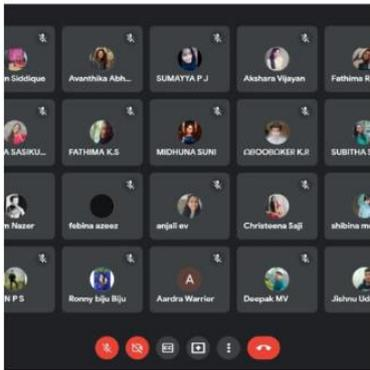 n Siddique Avanthika Abh... SUMAYYA P J Akshara Vijayan Fathima R
A SASIKU... FATHIMA K.S MIDHUNA SUNI OBOOBOKER K.R SUBITHA S
n Nazer febina azeez anjali ev Christeena Saji shibina m
N P S Ronny biju Biju A Aardra Warrier Deepak MV Jishnu Ud